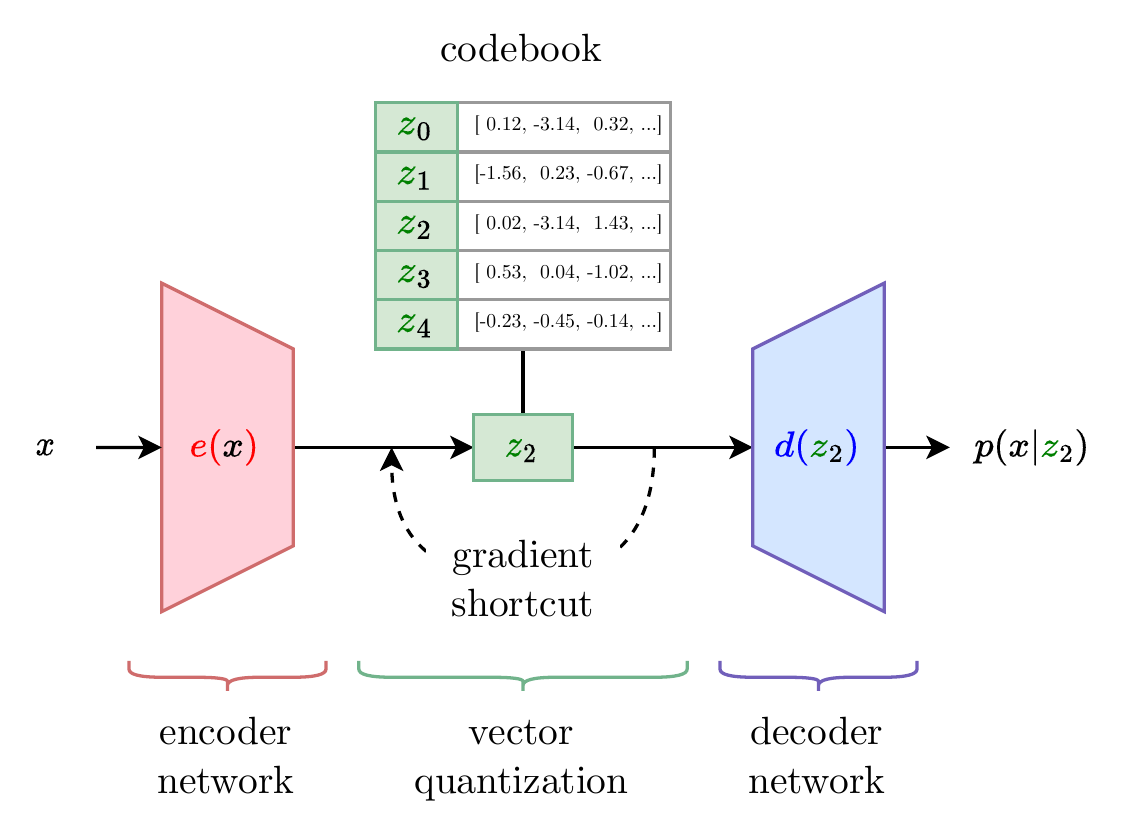 codebook
z₀ [ 0.12, -3.14, 0.32, ...]
z₁ [-1.56, 0.23, -0.67, ...]
z₂ [ 0.02, -3.14, 1.43, ...]
z₃ [ 0.53, 0.04, -1.02, ...]
z₄ [-0.23, -0.45, -0.14, ...]
x
e(x)
z₂
d(z₂)
p(x|z₂)
gradient
shortcut
encoder
network
vector
quantization
decoder
network